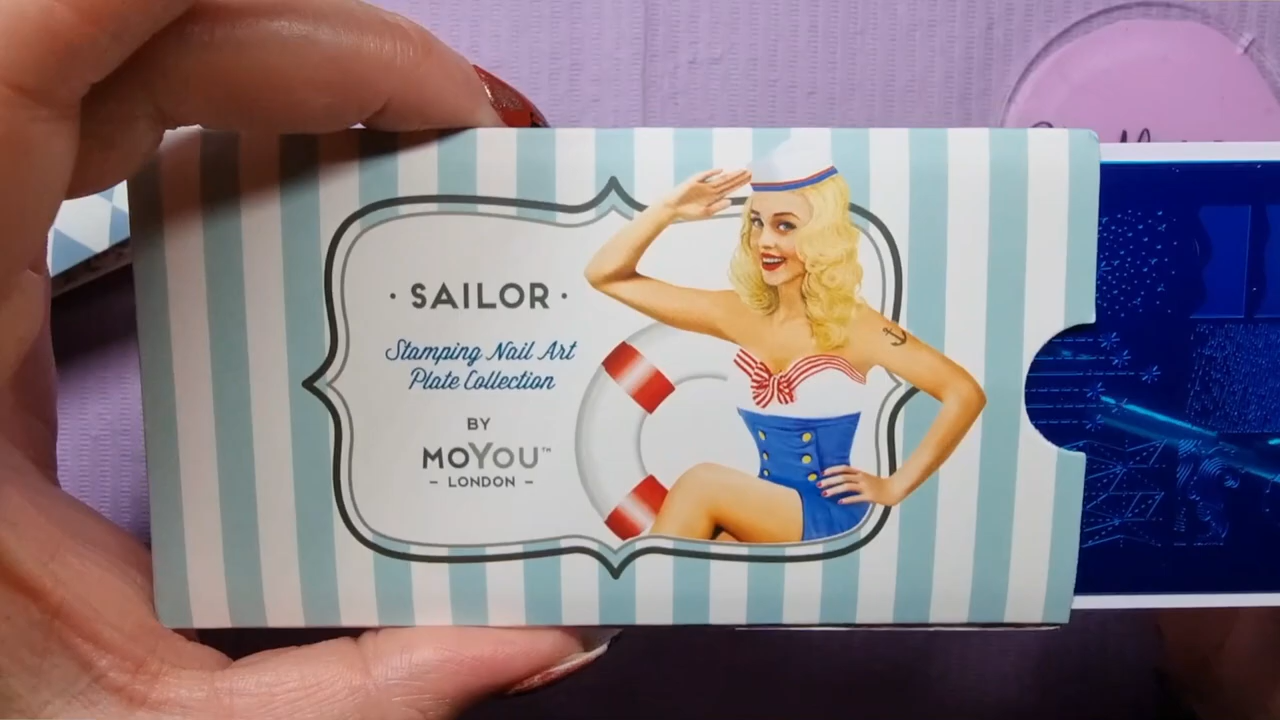 · SAILOR ·
Stamping Nail Art
Plate Collection
BY
MOYOU™
– LONDON –